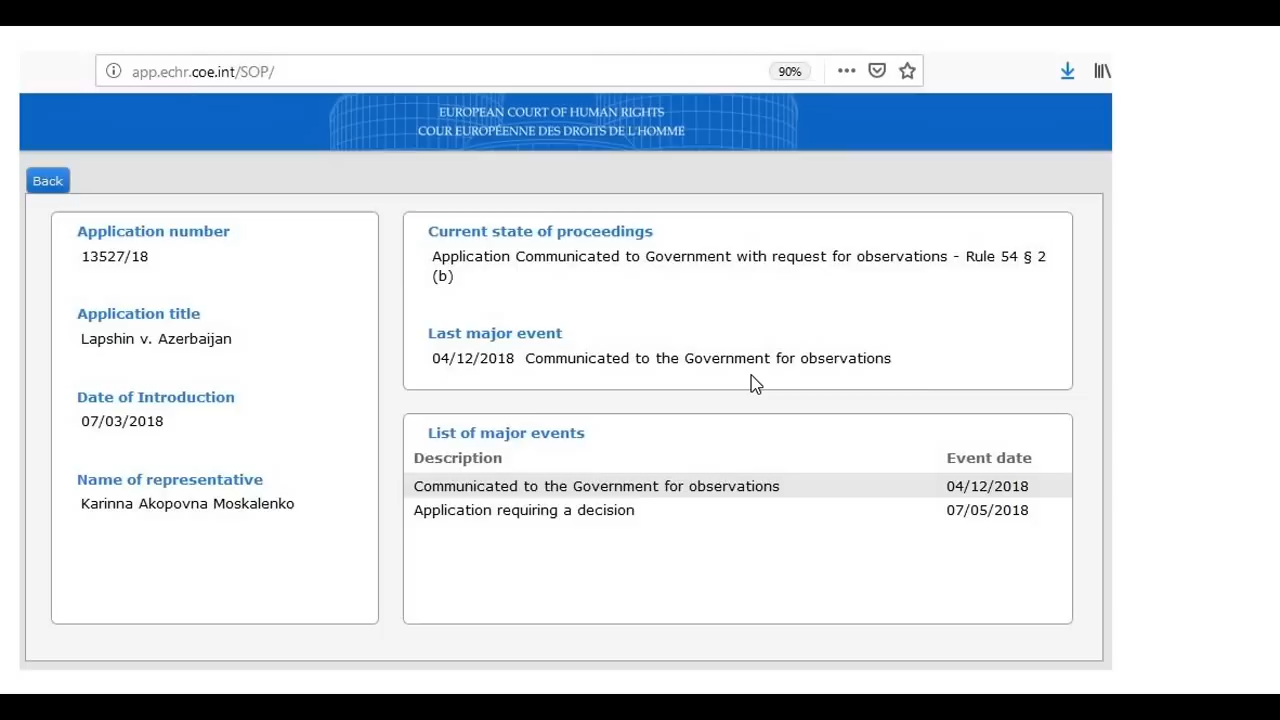 app.echr.coe.int/SOP/
90%
EUROPEAN COURT OF HUMAN RIGHTS
COUR EUROPÉENNE DES DROITS DE L'HOMME
Back
Application number
13527/18
Application title
Lapshin v. Azerbaijan
Date of Introduction
07/03/2018
Name of representative
Karinna Akopovna Moskalenko
Current state of proceedings
Application Communicated to Government with request for observations - Rule 54 § 2
(b)
Last major event
04/12/2018 Communicated to the Government for observations
List of major events
Description Event date
Communicated to the Government for observations 04/12/2018
Application requiring a decision 07/05/2018